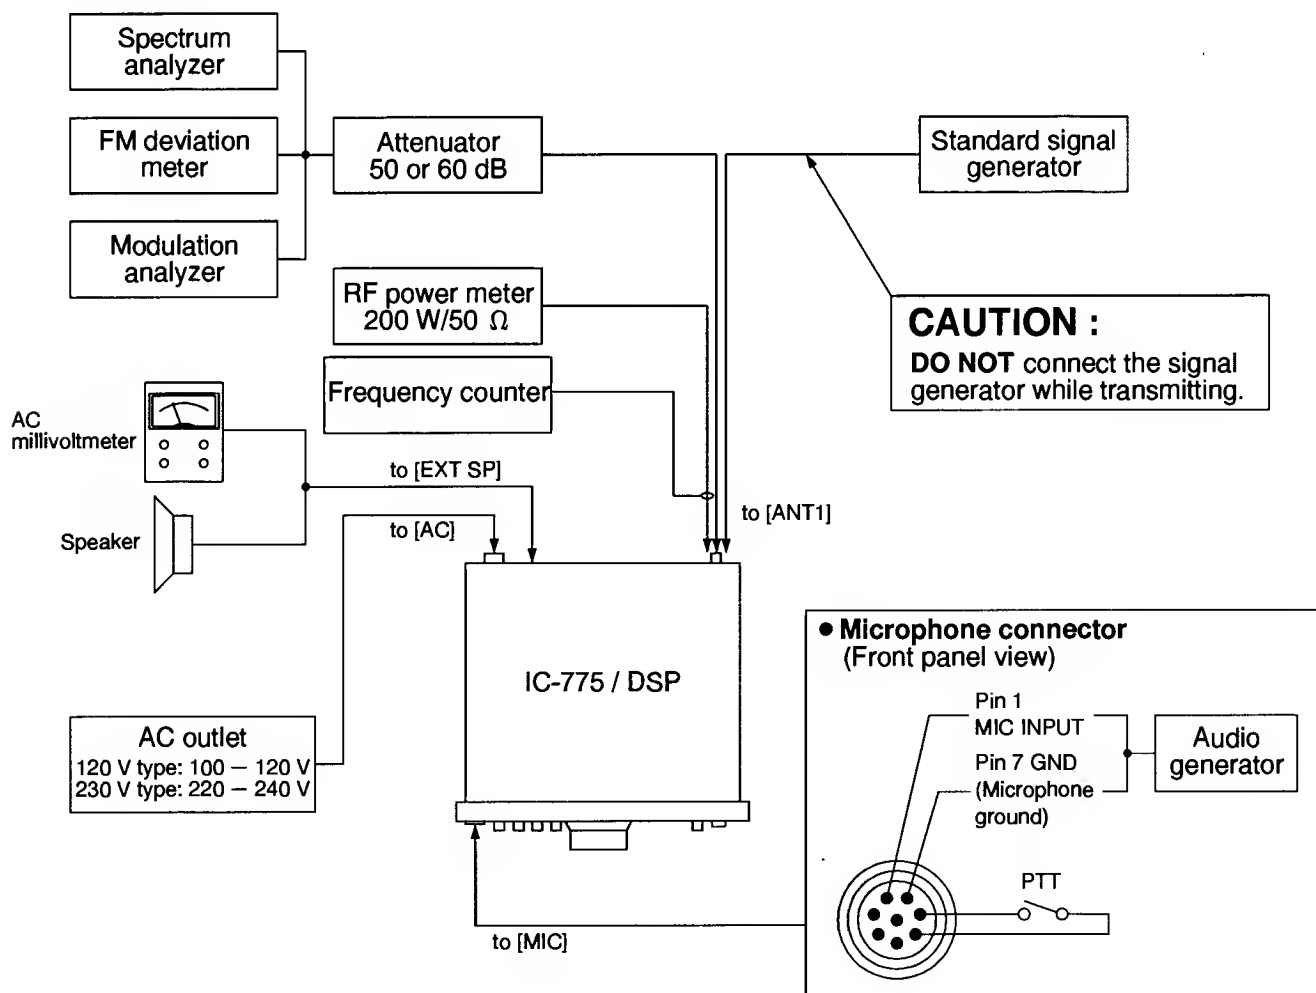 Spectrum
analyzer
FM deviation
meter
Modulation
analyzer
Attenuator
50 or 60 dB
Standard signal
generator
RF power meter
200 W/50 Ω
Frequency counter
CAUTION :
DO NOT connect the signal
generator while transmitting.
AC
millivoltmeter
Speaker
to [EXT SP]
to [AC]
to [ANT1]
IC-775 / DSP
AC outlet
120 V type: 100 – 120 V
230 V type: 220 – 240 V
to [MIC]
● Microphone connector
(Front panel view)
Pin 1
MIC INPUT
Pin 7 GND
(Microphone
ground)
Audio
generator
PTT